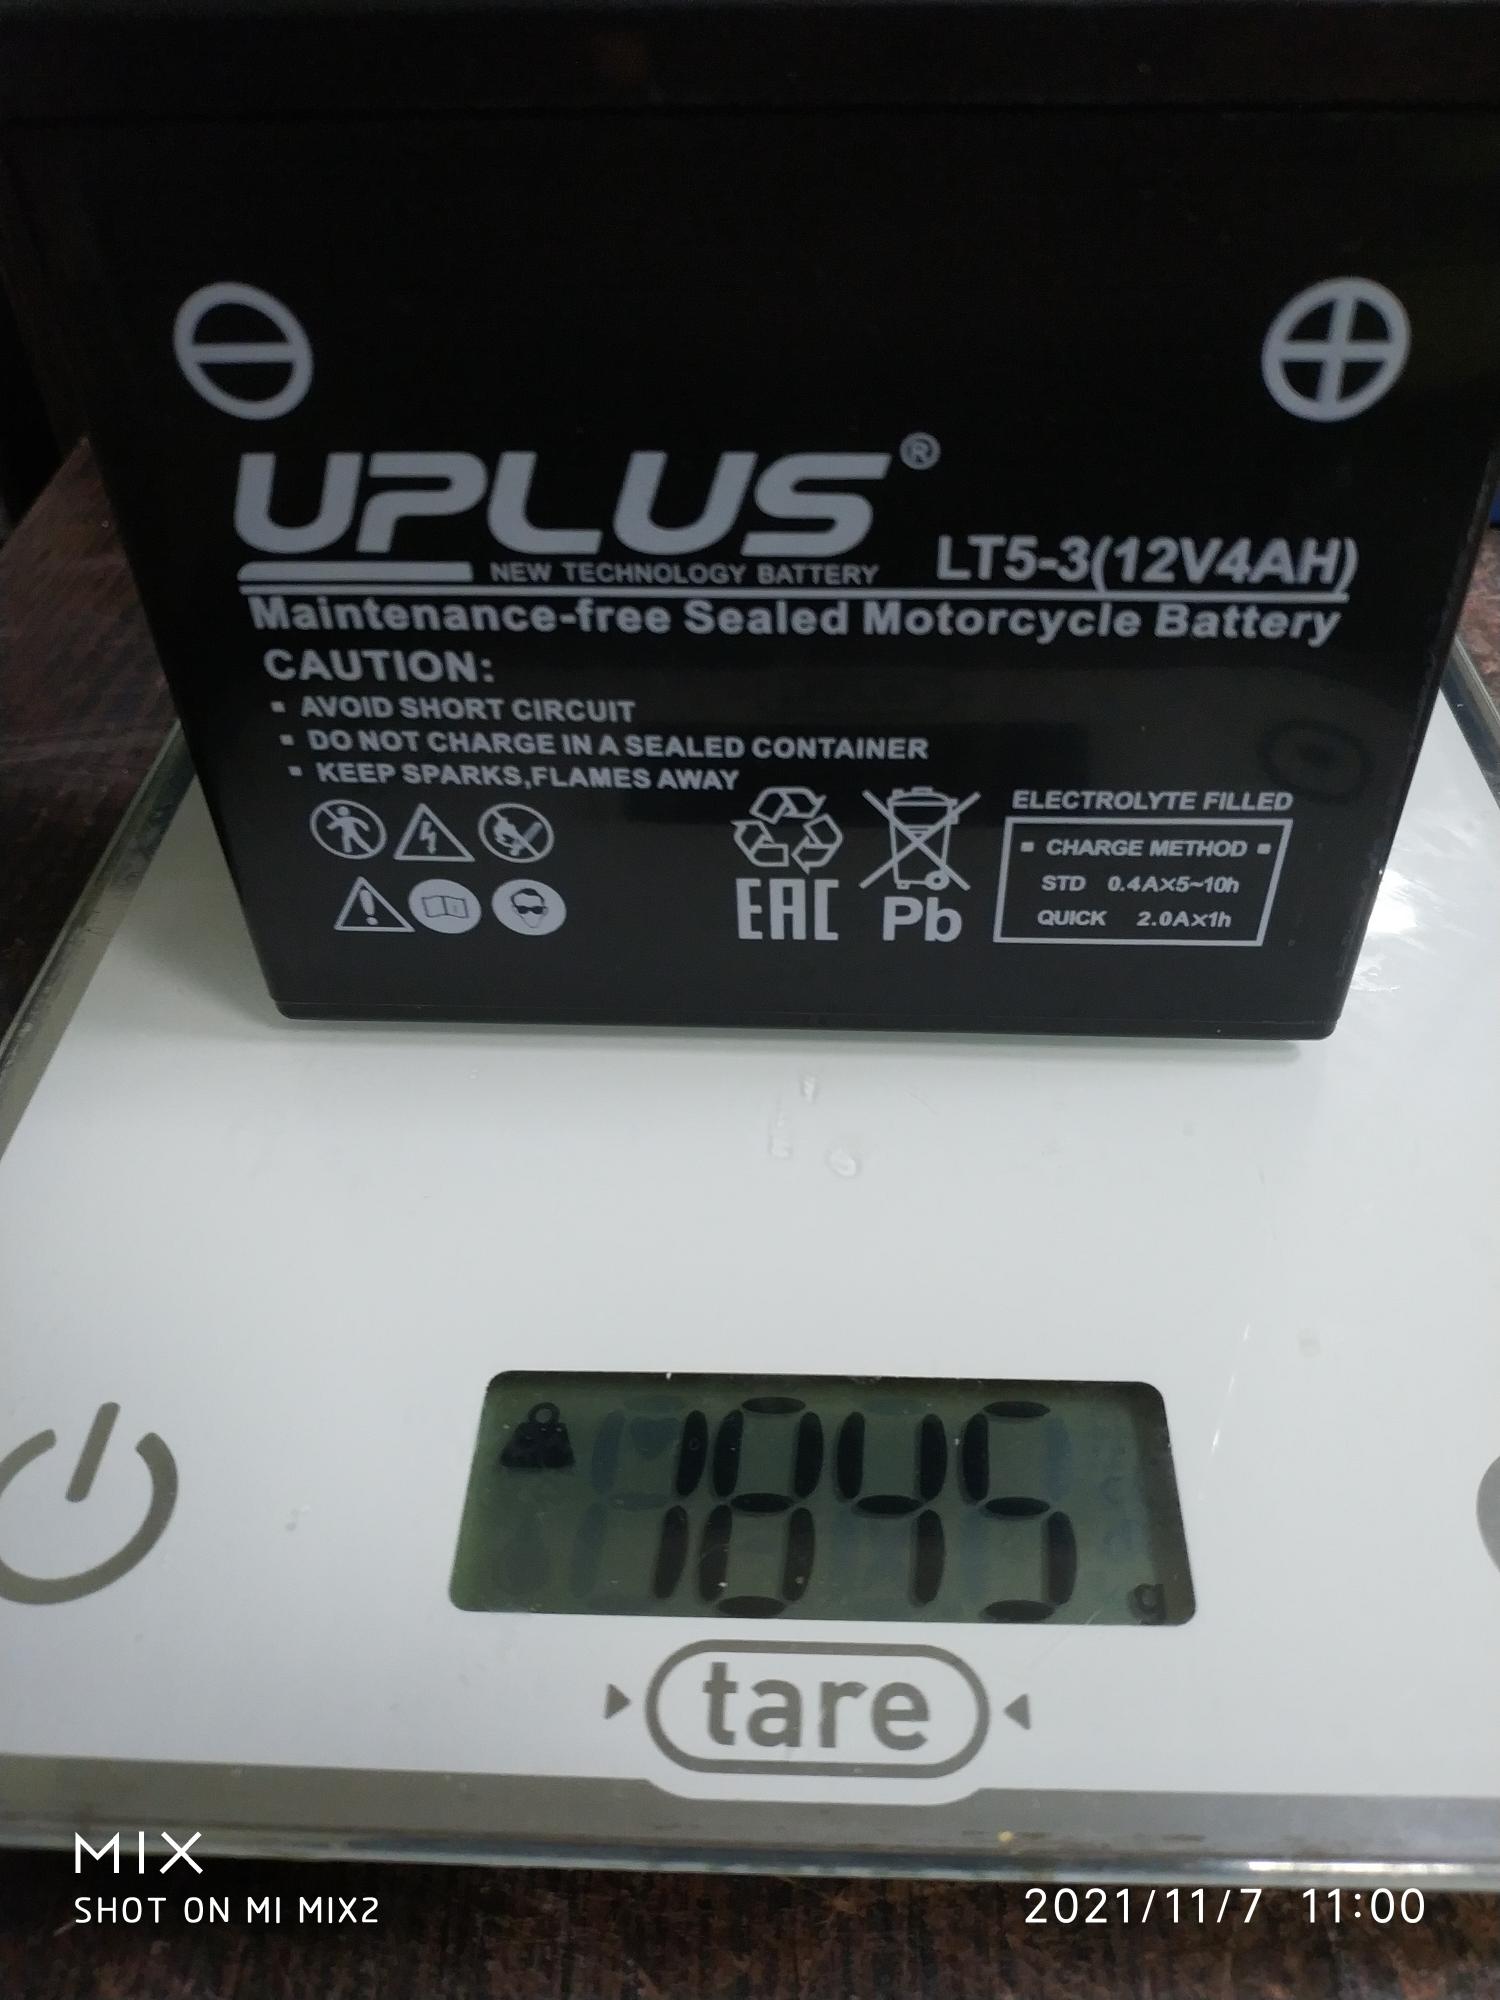 UPLUS®
NEW TECHNOLOGY BATTERY
LT5-3(12V4AH)
Maintenance-free Sealed Motorcycle Battery
CAUTION:
▪ AVOID SHORT CIRCUIT
▪ DO NOT CHARGE IN A SEALED CONTAINER
▪ KEEP SPARKS,FLAMES AWAY
EAC
Pb
ELECTROLYTE FILLED
▪ CHARGE METHOD ▪
STD 0.4A×5~10h
QUICK 2.0A×1h
1845 g
tare
MIX
SHOT ON MI MIX2
2021/11/7 11:00